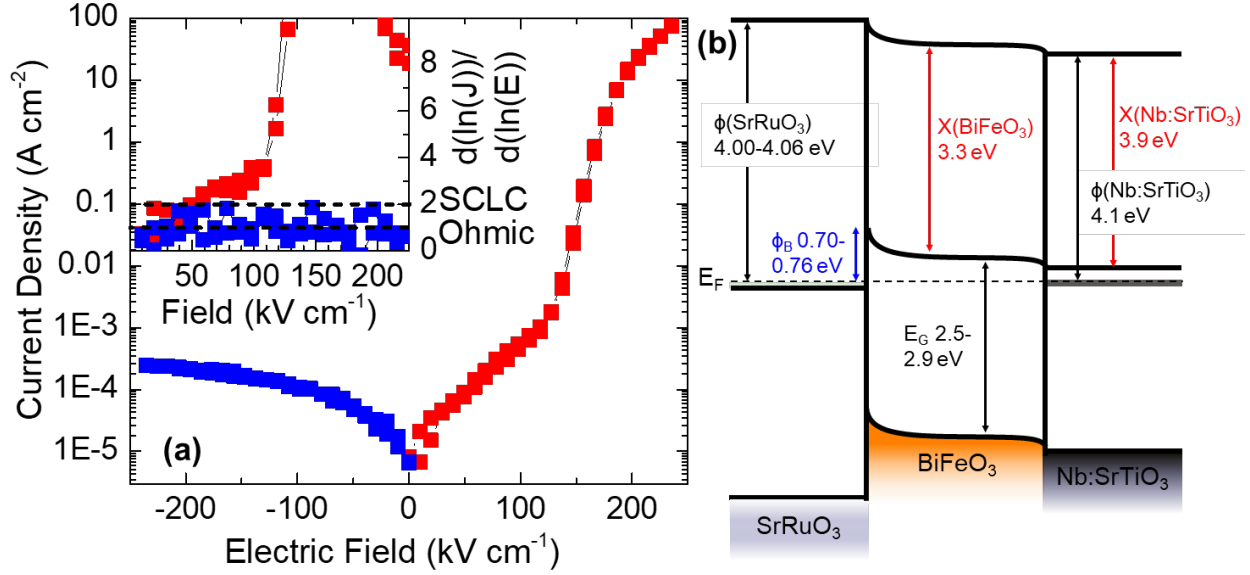 (a)
Current Density (A cm⁻²)
100
10
1
0.1
0.01
1E-3
1E-4
1E-5
-200
-100
0
100
200
Electric Field (kV cm⁻¹)
d(ln(J))/
d(ln(E))
8
6
4
2
0
SCLC
Ohmic
50
100
150
200
Field (kV cm⁻¹)
(b)
ϕ(SrRuO₃)
4.00-4.06 eV
X(BiFeO₃)
3.3 eV
X(Nb:SrTiO₃)
3.9 eV
ϕ(Nb:SrTiO₃)
4.1 eV
ϕB 0.70-
0.76 eV
EF
EG 2.5-
2.9 eV
SrRuO₃
BiFeO₃
Nb:SrTiO₃